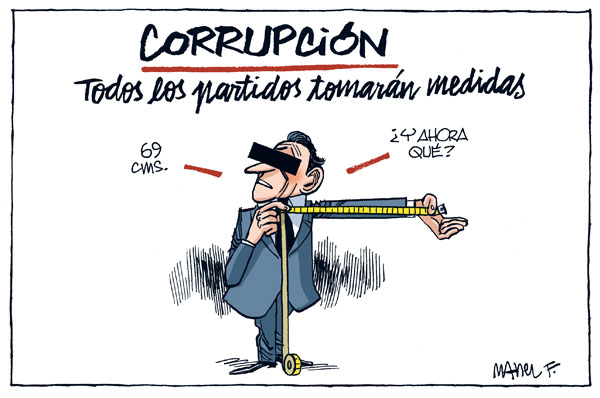 CORRUPCIÓN
Todos los partidos tomarán medidas
69
CMS.
¿Y AHORA
QUÉ?
MANEL F.